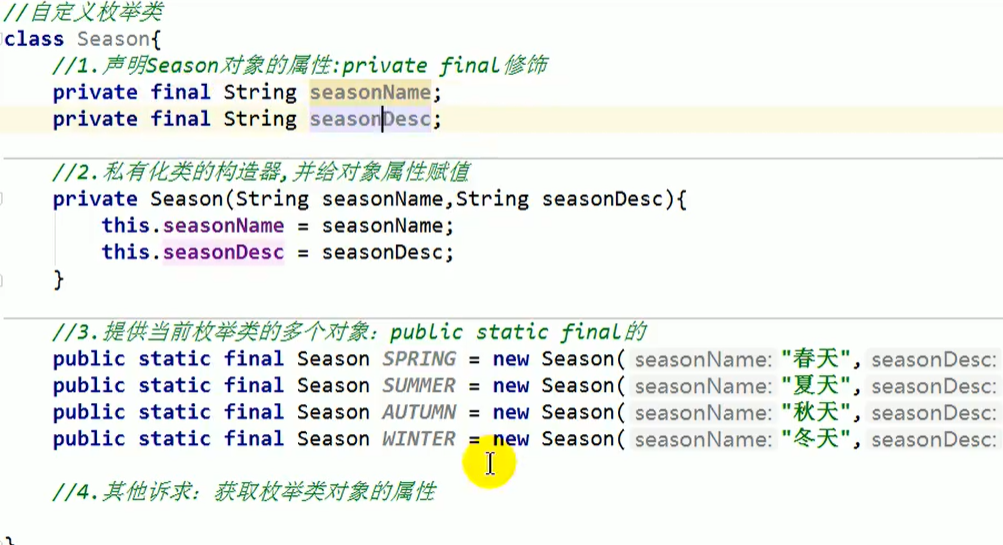 //自定义枚举类
class Season{
//1.声明Season对象的属性:private final修饰
private final String seasonName;
private final String seasonDesc;
//2.私有化类的构造器,并给对象属性赋值
private Season(String seasonName,String seasonDesc){
this.seasonName = seasonName;
this.seasonDesc = seasonDesc;
}
//3.提供当前枚举类的多个对象：public static final的
public static final Season SPRING = new Season( seasonName: "春天", seasonDesc:
public static final Season SUMMER = new Season( seasonName: "夏天", seasonDesc:
public static final Season AUTUMN = new Season( seasonName: "秋天", seasonDesc:
public static final Season WINTER = new Season( seasonName: "冬天", seasonDesc:
//4.其他诉求：获取枚举类对象的属性
}